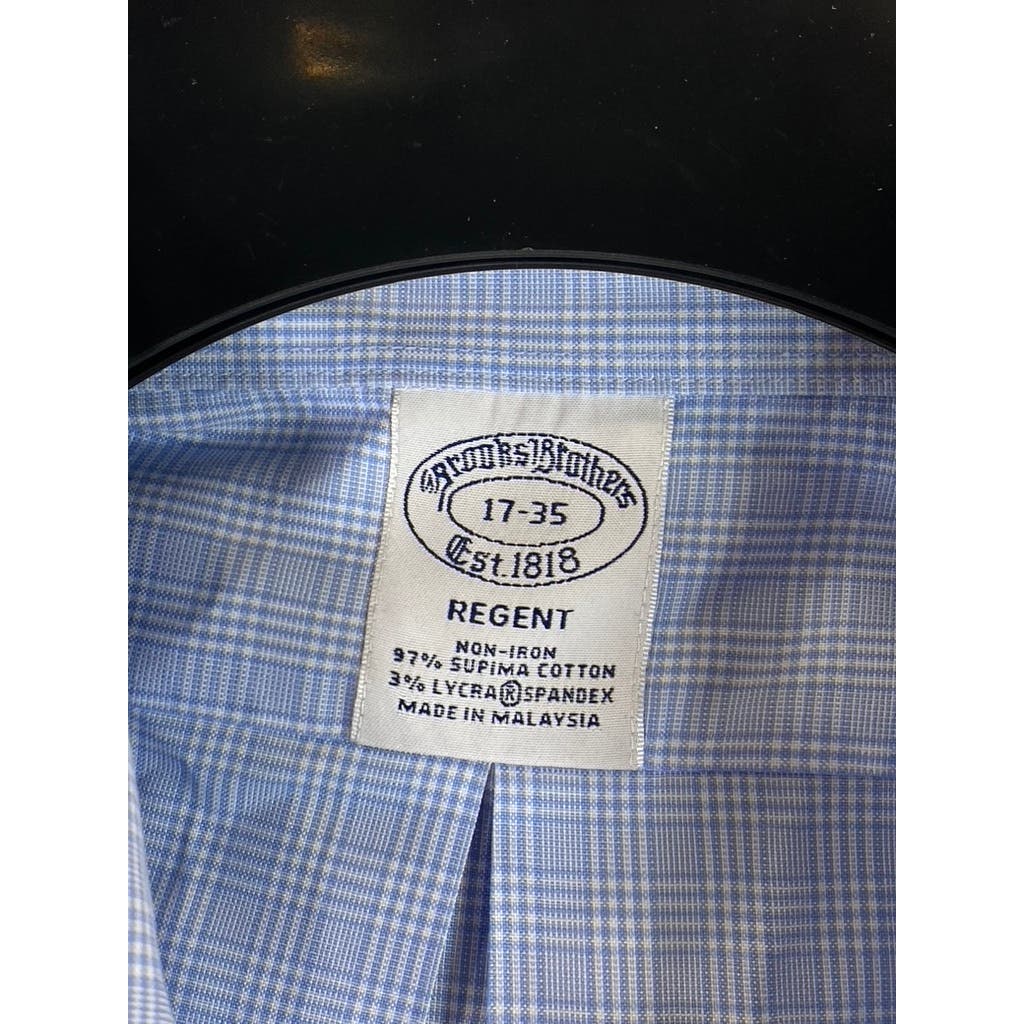 Brooks Brothers
17-35
Est. 1818
REGENT
NON-IRON
97% SUPIMA COTTON
3% LYCRA® SPANDEX
MADE IN MALAYSIA